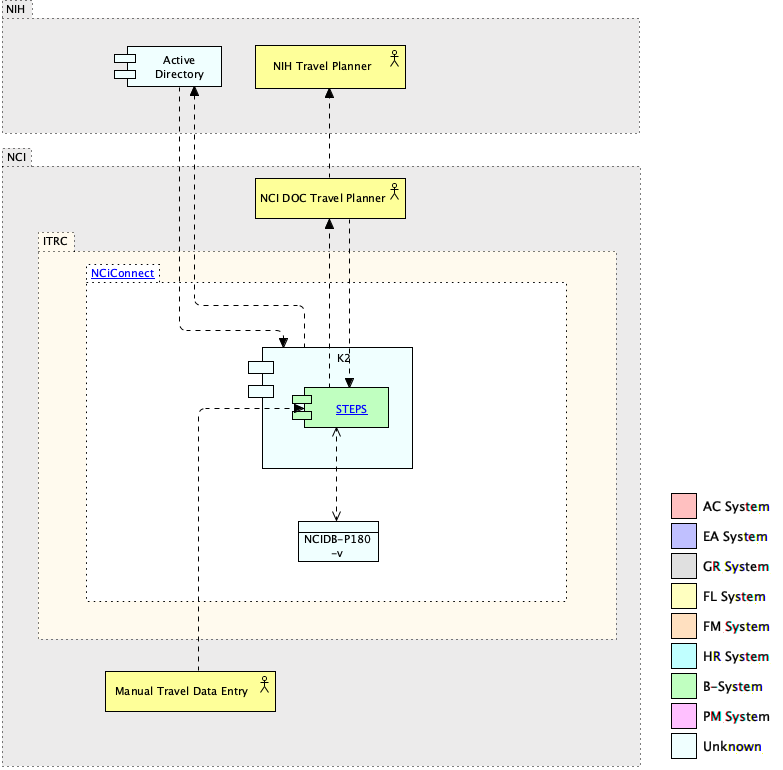 NIH
Active
Directory
NIH Travel Planner
NCI
NCI DOC Travel Planner
ITRC
NCiConnect
K2
STEPS
NCIDB-P180
-v
Manual Travel Data Entry
AC System
EA System
GR System
FL System
FM System
HR System
B-System
PM System
Unknown